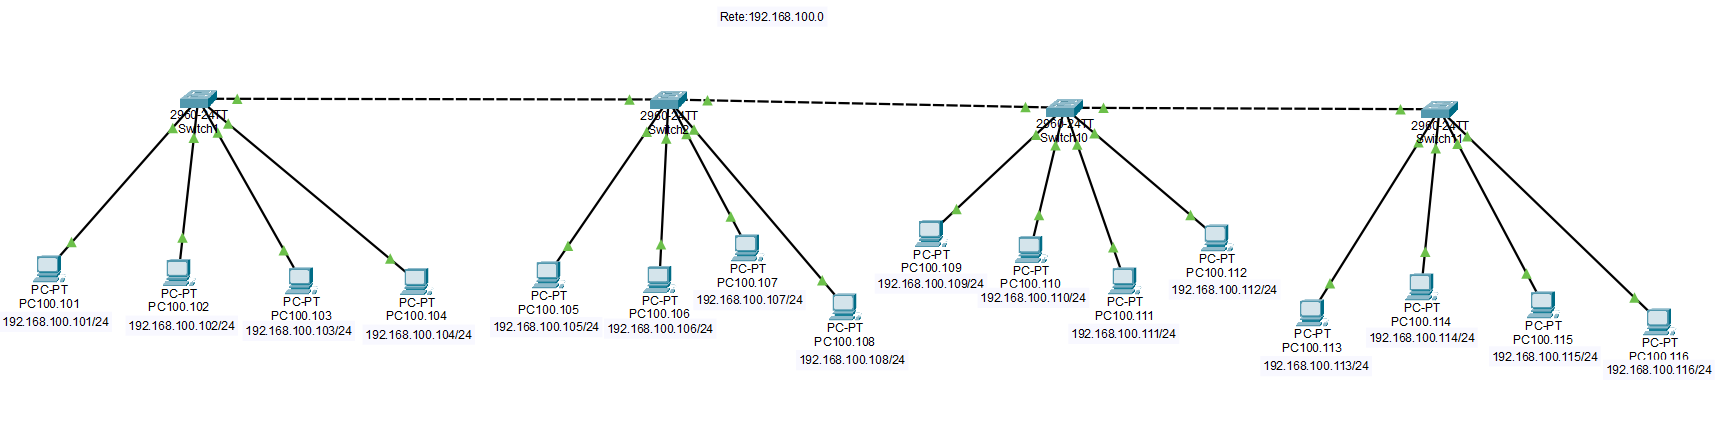 Rete:192.168.100.0
2960-24TT
Switch1
2960-24TT
Switch2
2960-24TT
Switch10
2960-24TT
Switch11
PC-PT
PC100.101
192.168.100.101/24
PC-PT
PC100.102
192.168.100.102/24
PC-PT
PC100.103
192.168.100.103/24
PC-PT
PC100.104
192.168.100.104/24
PC-PT
PC100.105
192.168.100.105/24
PC-PT
PC100.106
192.168.100.106/24
PC-PT
PC100.107
192.168.100.107/24
PC-PT
PC100.108
192.168.100.108/24
PC-PT
PC100.109
192.168.100.109/24
PC-PT
PC100.110
192.168.100.110/24
PC-PT
PC100.111
192.168.100.111/24
PC-PT
PC100.112
192.168.100.112/24
PC-PT
PC100.113
192.168.100.113/24
PC-PT
PC100.114
192.168.100.114/24
PC-PT
PC100.115
192.168.100.115/24
PC-PT
PC100.116
192.168.100.116/24